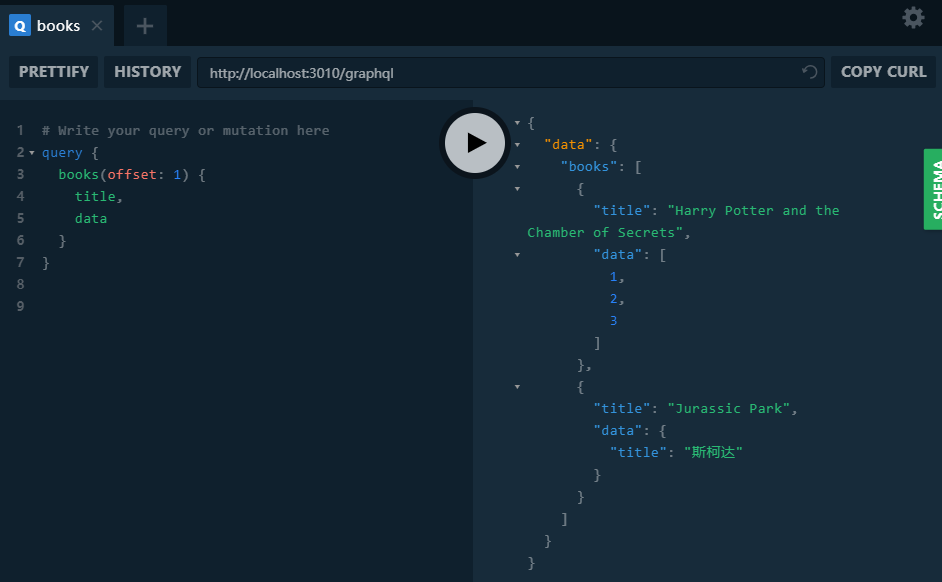 Q books
PRETTIFY HISTORY http://localhost:3010/graphql COPY CURL
1 # Write your query or mutation here
2 query {
3 books(offset: 1) {
4 title,
5 data
6 }
7 }
8
9
{
"data": {
"books": [
{
"title": "Harry Potter and the
Chamber of Secrets",
"data": [
1,
2,
3
]
},
{
"title": "Jurassic Park",
"data": {
"title": "斯柯达"
}
}
]
}
}
SCHEMA